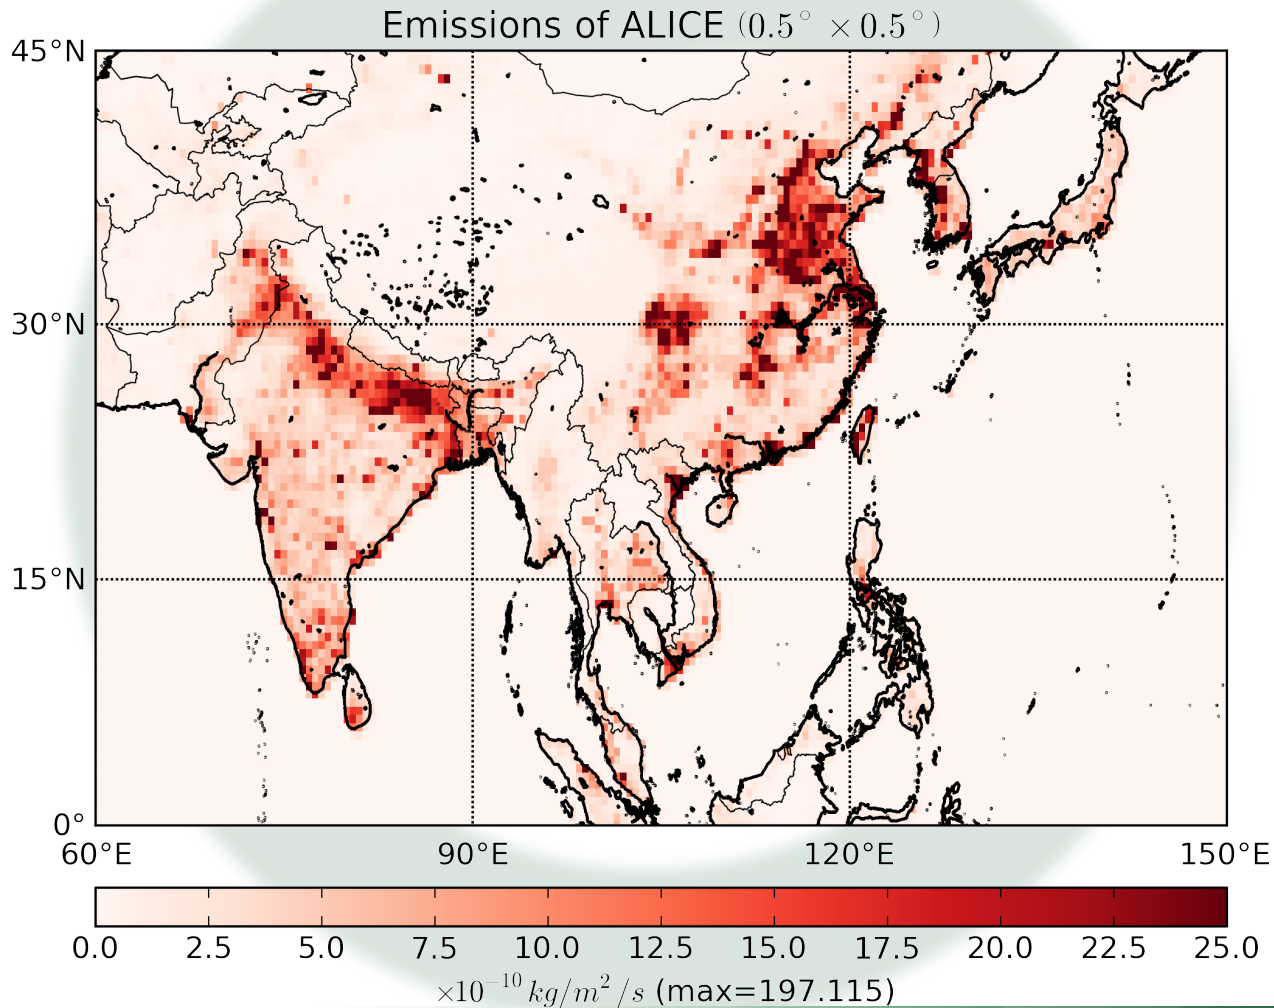 Emissions of ALICE (0.5° × 0.5°)
45°N
30°N
15°N
0°
60°E 90°E 120°E 150°E
0.0 2.5 5.0 7.5 10.0 12.5 15.0 17.5 20.0 22.5 25.0
×10⁻¹⁰ kg/m²/s (max=197.115)